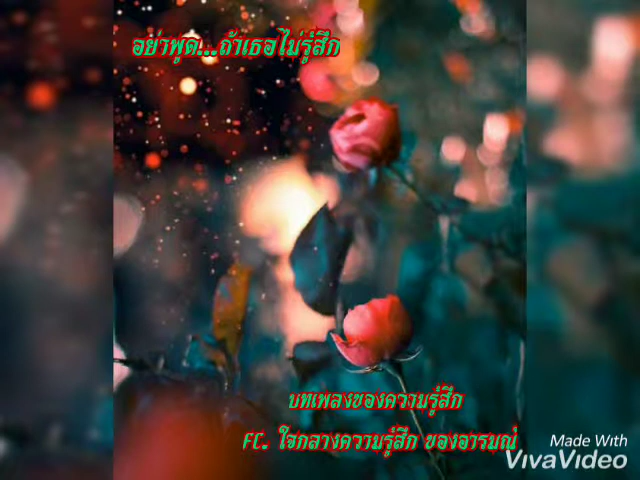 อย่าพูด...ถ้าเธอไม่รู้สึก
บทเพลงของความรู้สึก
FC. ใจกลางความรู้สึก ของอารมณ์
Made With
VivaVideo